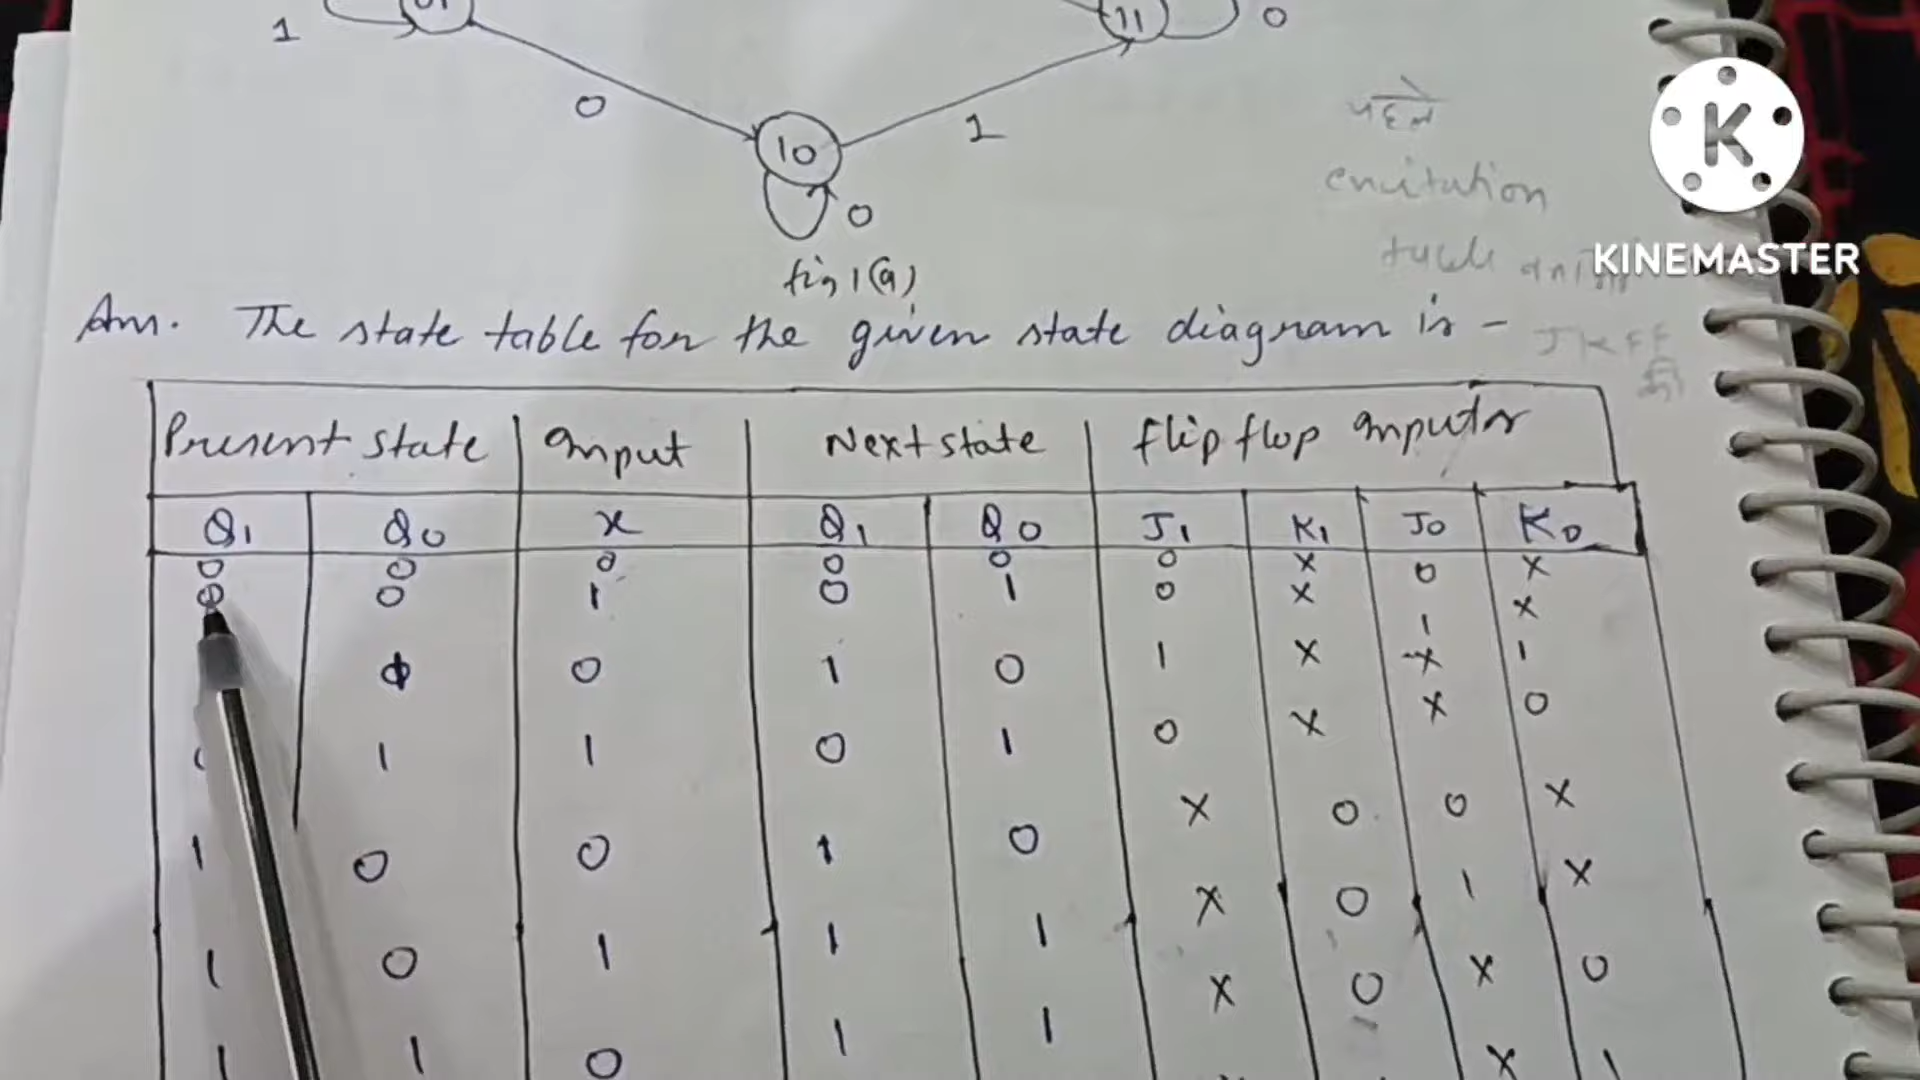 01
1
11
0
0
1
10
0
fig 1(a)
KINEMASTER
Ans. The state table for the given state diagram is -
JKFF
Present state Input Next state flip flop inputs
Q1 Q0 x Q1 Q0 J1 K1 J0 K0
0 0 0 0 0 0 x 0 x
0 0 1 0 1 0 x 1 x
0 1 0 1 x x 1
0 1 1 0 1 0 x x 0
1 0 0 1 0 x 0 0 x
1 0 1 1 1 x 0 1 x
1 1 0 1 1 x 0 x 0
x 1